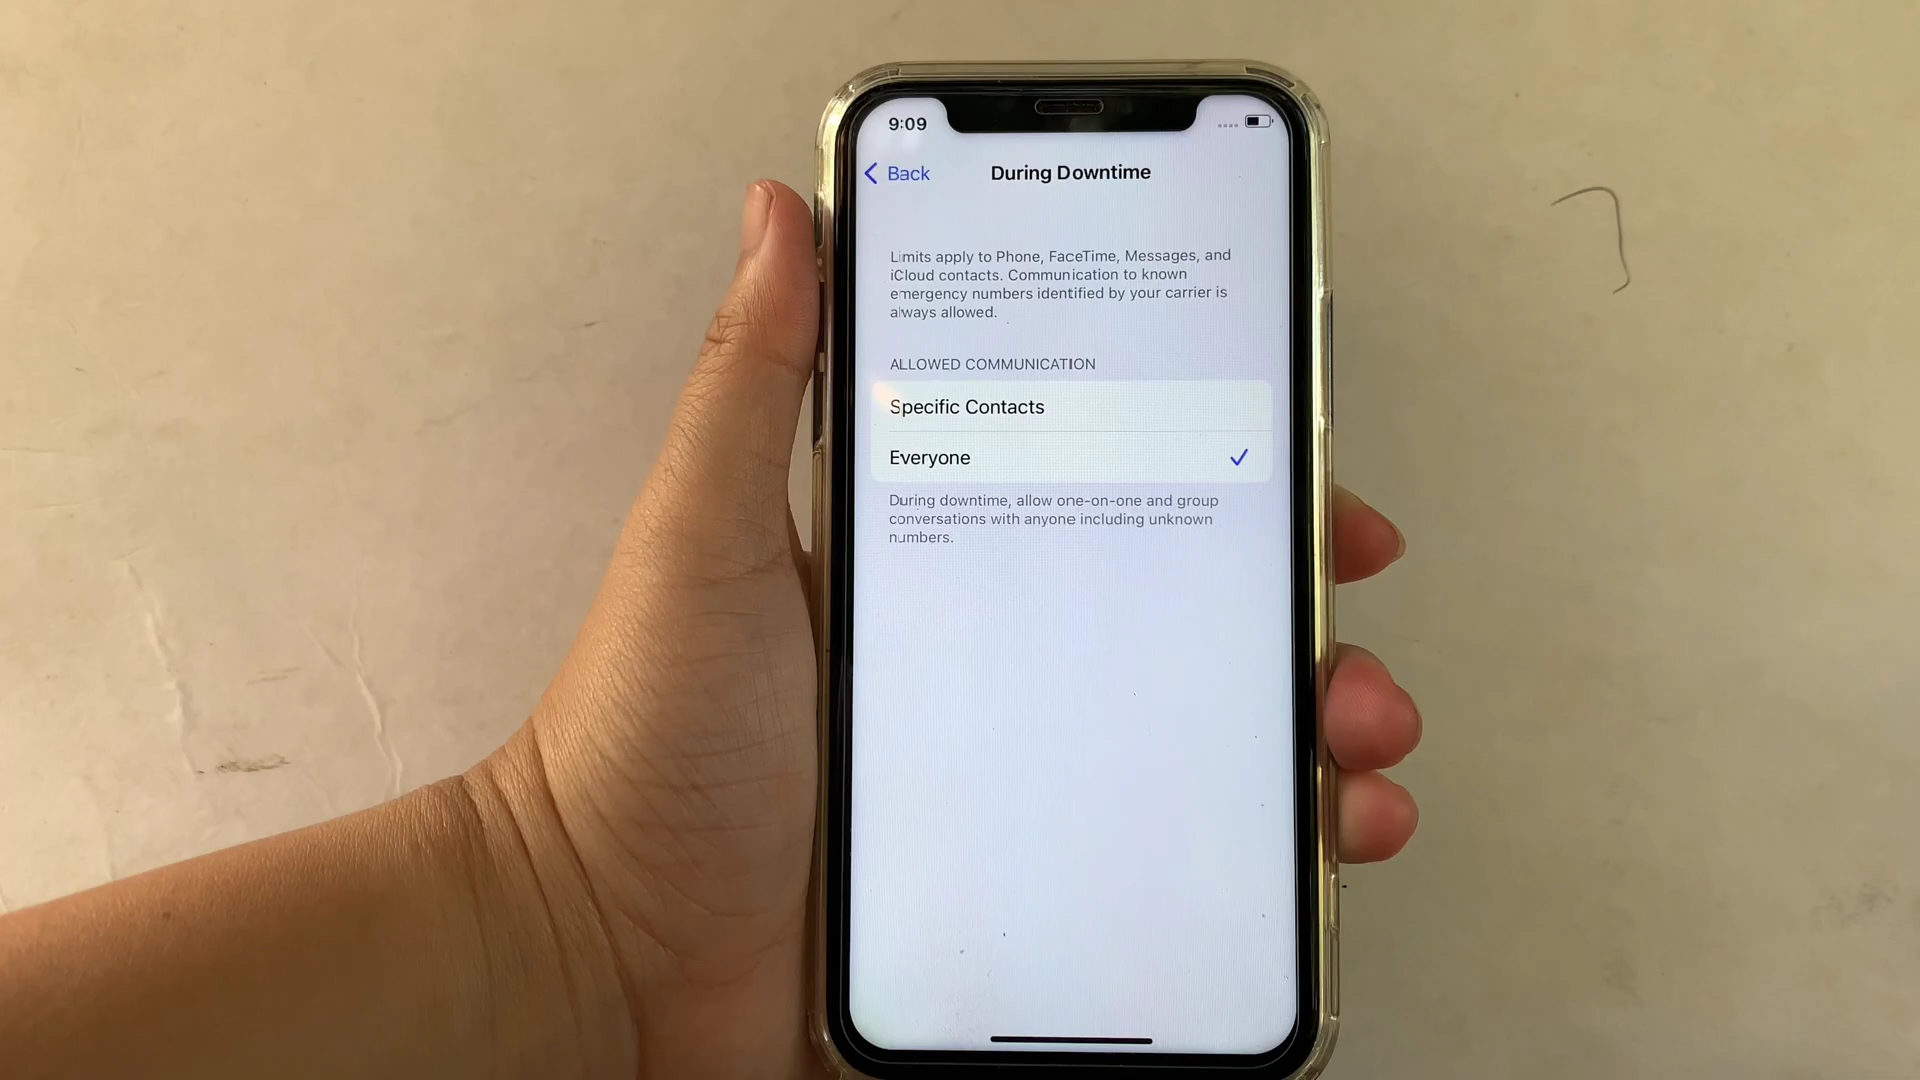 9:09
Back
During Downtime
Limits apply to Phone, FaceTime, Messages, and
iCloud contacts. Communication to known
emergency numbers identified by your carrier is
always allowed.
ALLOWED COMMUNICATION
Specific Contacts
Everyone
During downtime, allow one-on-one and group
conversations with anyone including unknown
numbers.